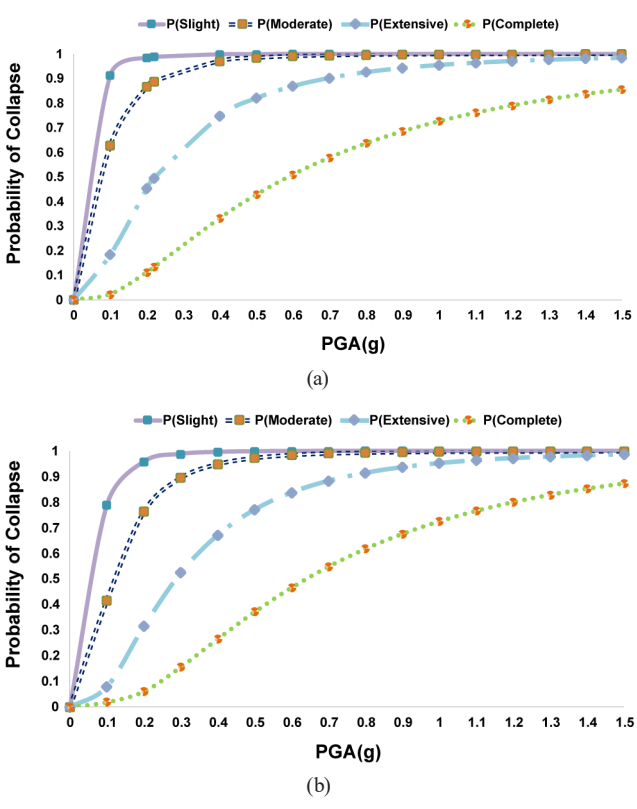 P(Slight) P(Moderate) P(Extensive) P(Complete)
1
0.9
0.8
0.7
0.6
0.5
0.4
0.3
0.2
0.1
0
Probability of Collapse
0 0.1 0.2 0.3 0.4 0.5 0.6 0.7 0.8 0.9 1 1.1 1.2 1.3 1.4 1.5
PGA(g)
(a)
P(Slight) P(Moderate) P(Extensive) P(Complete)
1
0.9
0.8
0.7
0.6
0.5
0.4
0.3
0.2
0.1
0
Probability of Collapse
0 0.1 0.2 0.3 0.4 0.5 0.6 0.7 0.8 0.9 1 1.1 1.2 1.3 1.4 1.5
PGA(g)
(b)